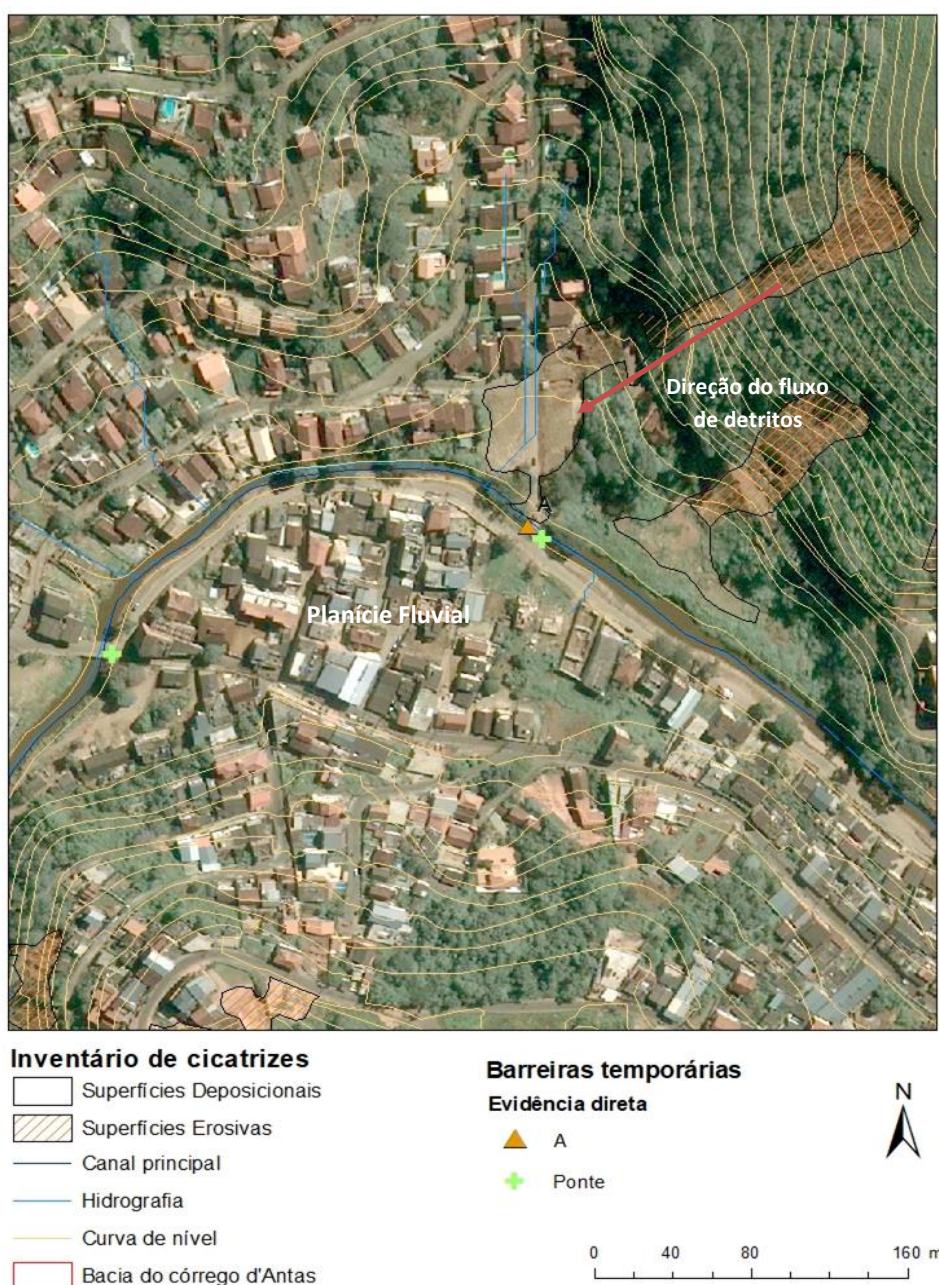 Direção do fluxo
de detritos
A
Planície Fluvial
Inventário de cicatrizes
Superfícies Deposicionais
Superfícies Erosivas
Canal principal
Hidrografia
Curva de nível
Bacia do córrego d'Antas
Barreiras temporárias
Evidência direta
A
Ponte
N
0 40 80 160 m